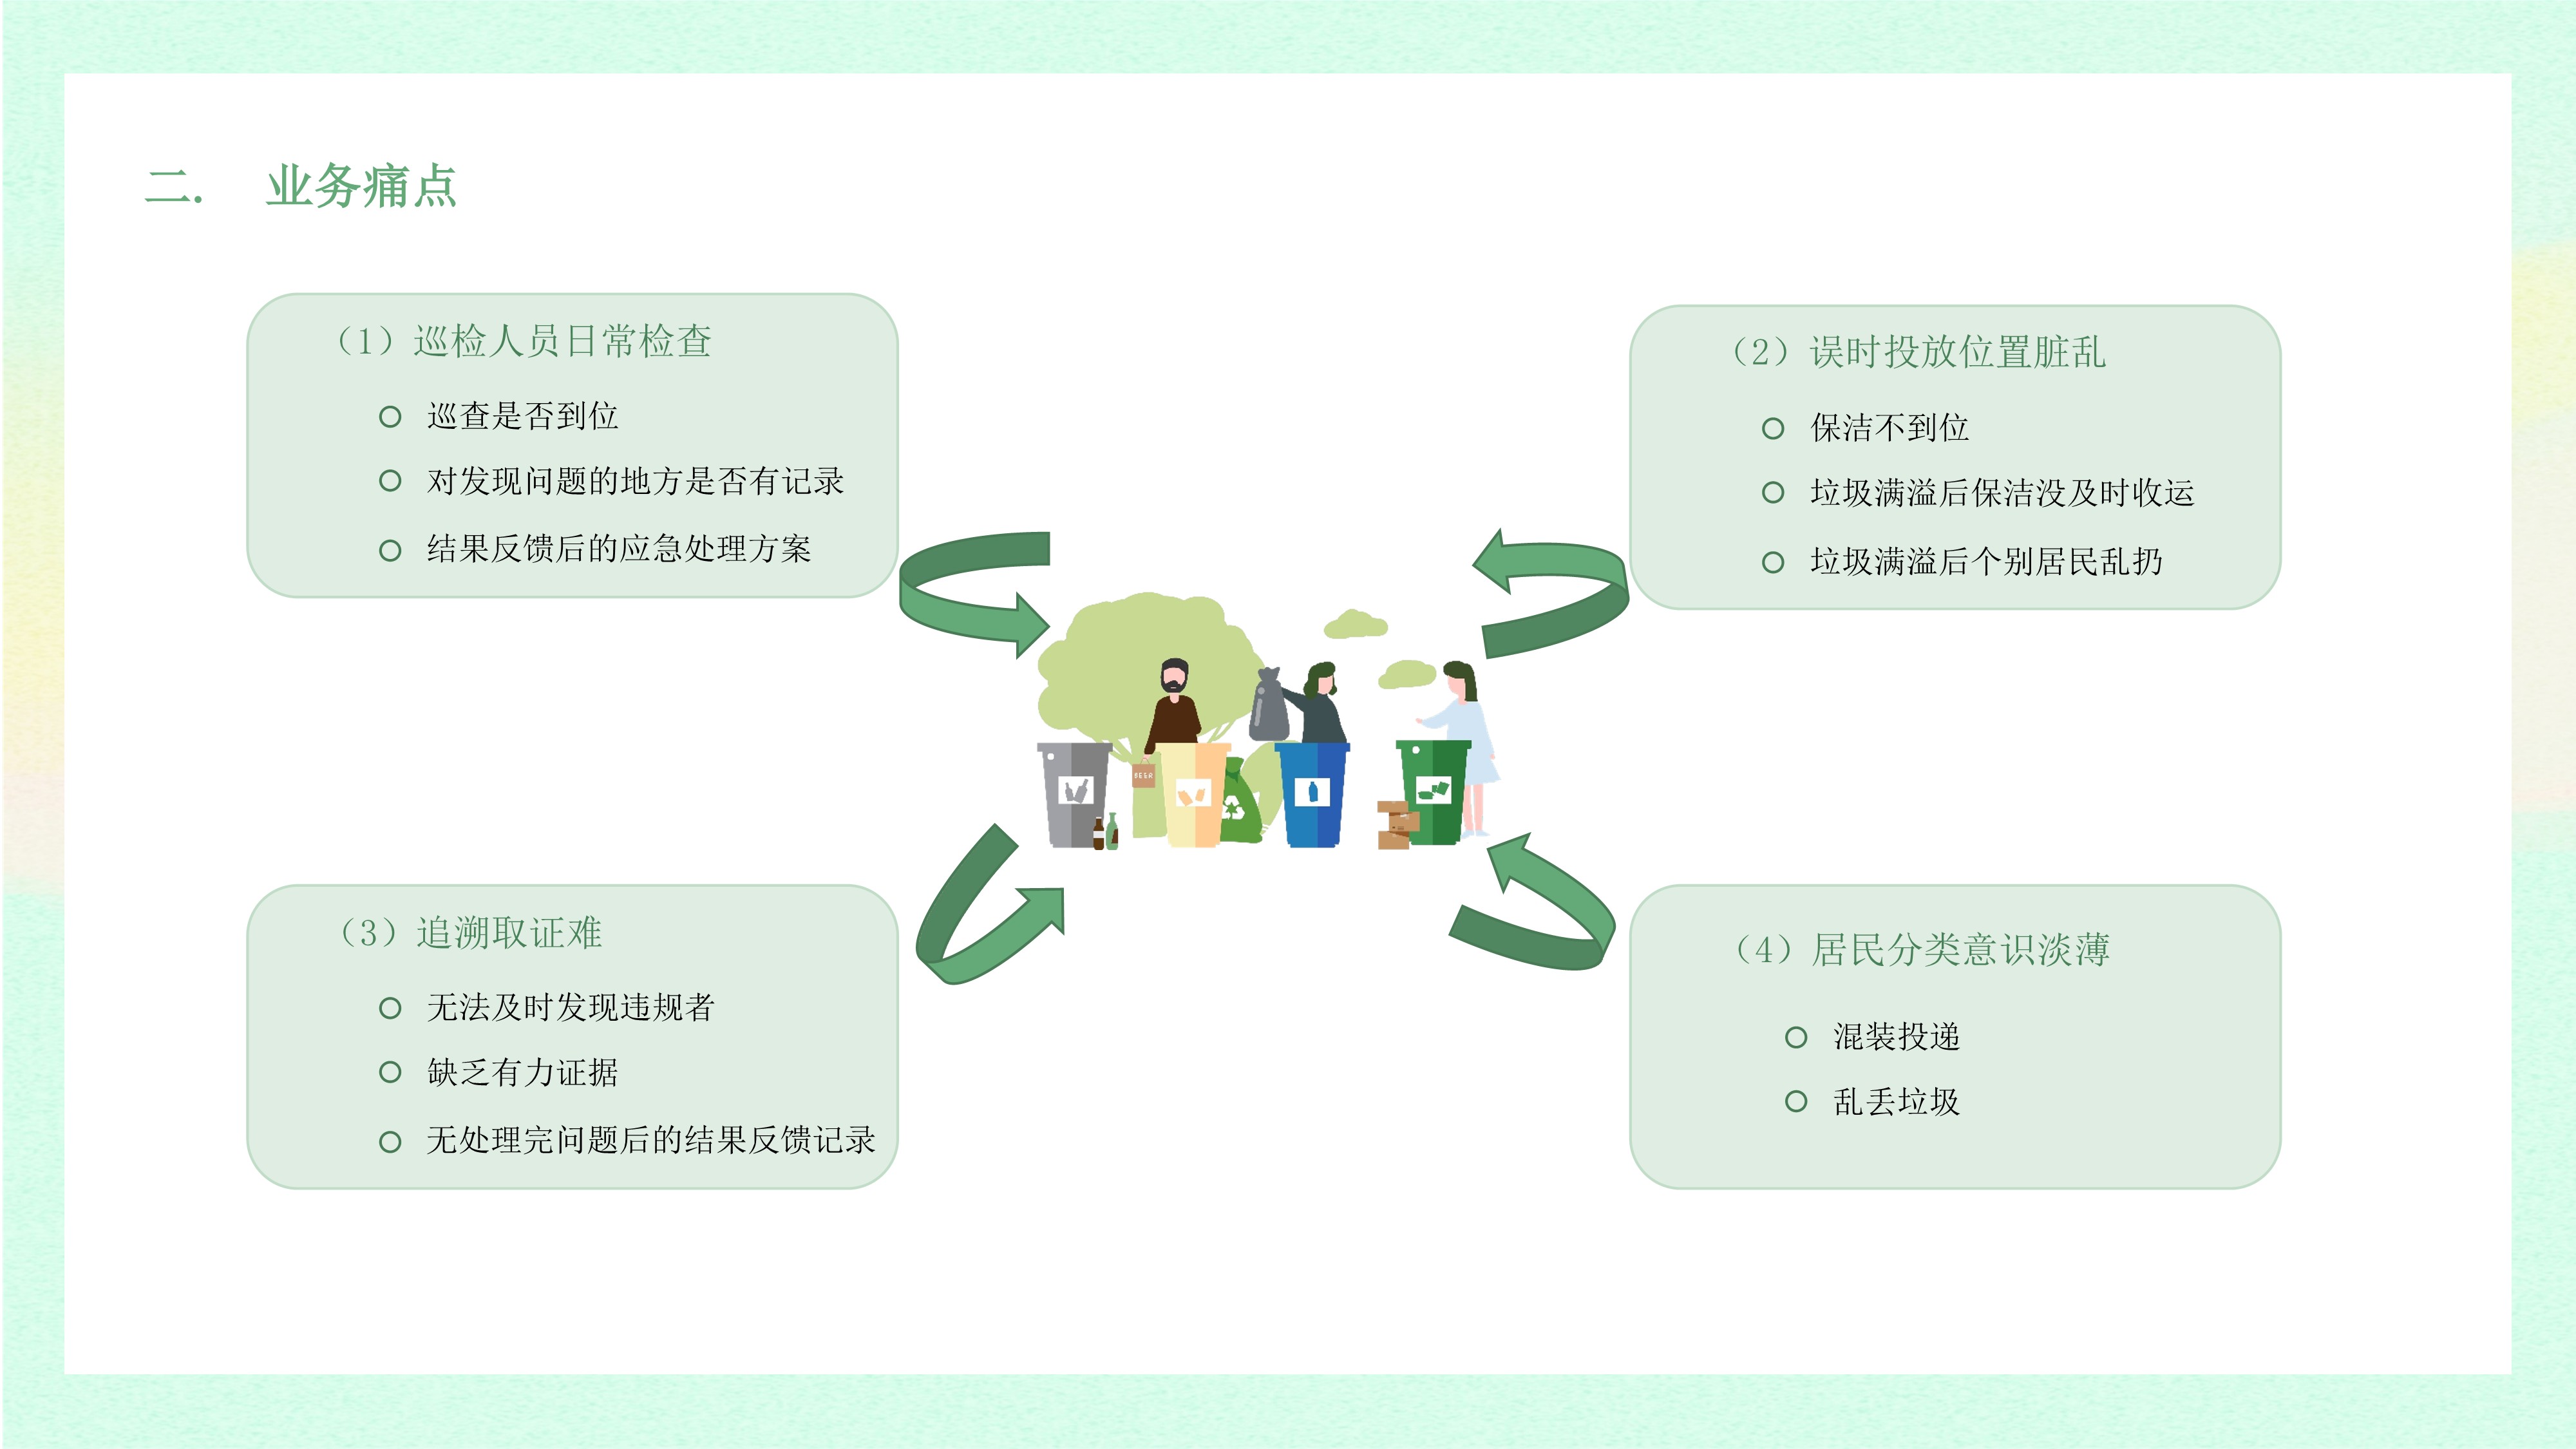 二. 业务痛点
（1）巡检人员日常检查
巡查是否到位
对发现问题的地方是否有记录
结果反馈后的应急处理方案
（2）误时投放位置脏乱
保洁不到位
垃圾满溢后保洁没及时收运
垃圾满溢后个别居民乱扔
BEER
（3）追溯取证难
无法及时发现违规者
缺乏有力证据
无处理完问题后的结果反馈记录
（4）居民分类意识淡薄
混装投递
乱丢垃圾